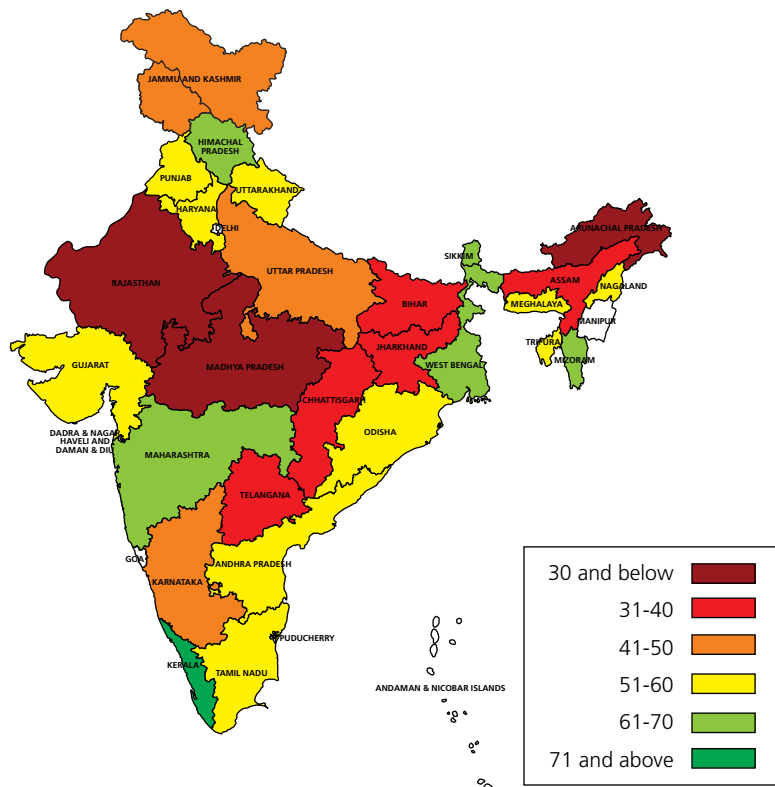 JAMMU AND KASHMIR
HIMACHAL
PRADESH
PUNJAB
UTTARAKHAND
HARYANA
DELHI
ARUNACHAL PRADESH
SIKKIM
RAJASTHAN
UTTAR PRADESH
ASSAM
NAGALAND
BIHAR
MEGHALAYA
MANIPUR
JHARKHAND
TRIPURA
MIZORAM
GUJARAT
MADHYA PRADESH
WEST BENGAL
CHHATTISGARH
DADRA & NAGAR
HAVELI AND
DAMAN & DIU
ODISHA
MAHARASHTRA
TELANGANA
GOA
ANDHRA PRADESH
KARNATAKA
PUDUCHERRY
KERALA
TAMIL NADU
ANDAMAN & NICOBAR ISLANDS
30 and below
31-40
41-50
51-60
61-70
71 and above